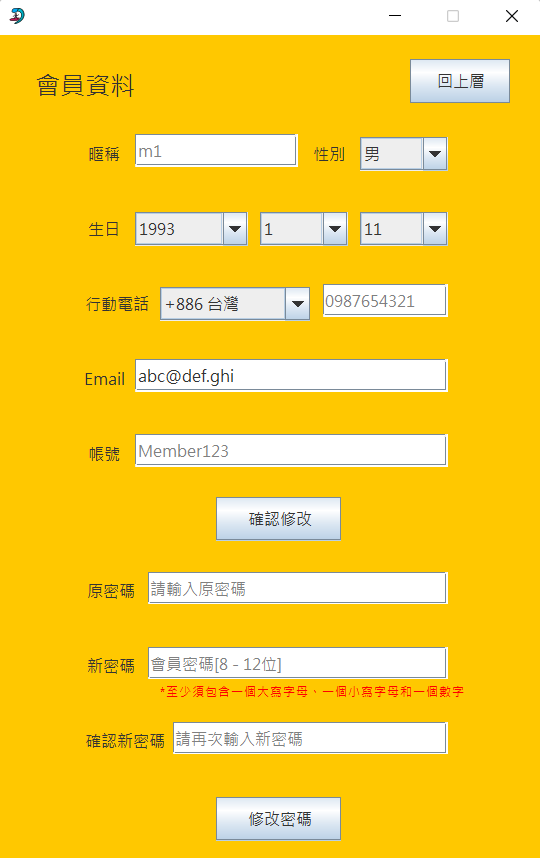 會員資料
回上層
暱稱 m1 性別 男
生日 1993 1 11
行動電話 +886 台灣 0987654321
Email abc@def.ghi
帳號 Member123
確認修改
原密碼 請輸入原密碼
新密碼 會員密碼[8 - 12位]
*至少須包含一個大寫字母、一個小寫字母和一個數字
確認新密碼 請再次輸入新密碼
修改密碼